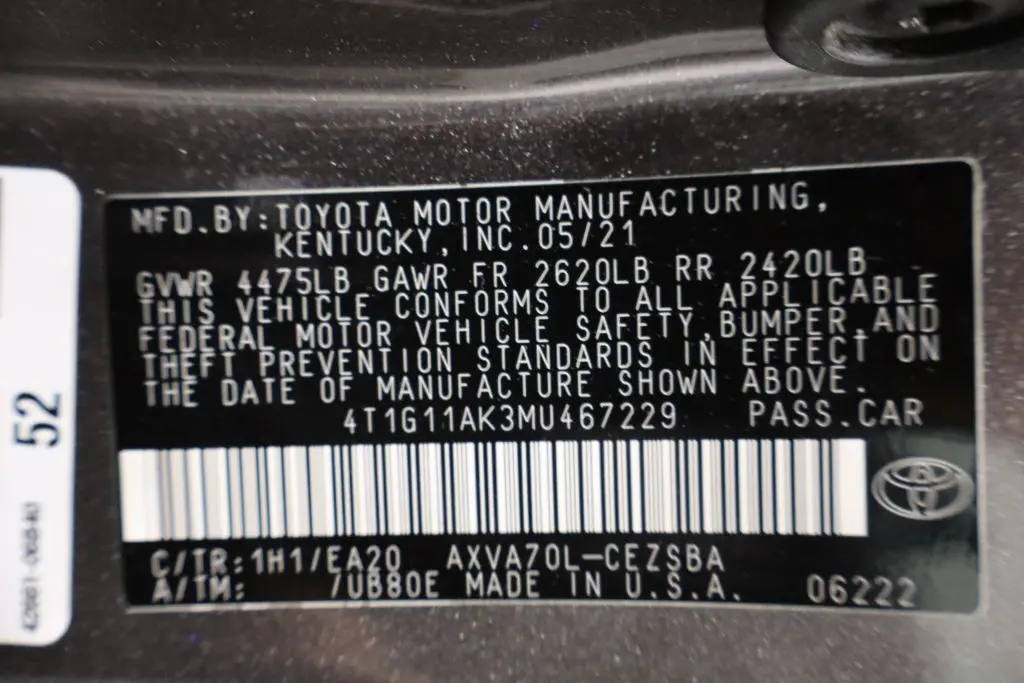 MFD.BY:TOYOTA MOTOR MANUFACTURING,
KENTUCKY,INC.05/21
GVWR 4475LB GAWR FR 2620LB RR 2420LB
THIS VEHICLE CONFORMS TO ALL APPLICABLE
FEDERAL MOTOR VEHICLE SAFETY,BUMPER,AND
THEFT PREVENTION STANDARDS IN EFFECT ON
THE DATE OF MANUFACTURE SHOWN ABOVE.
4T1G11AK3MU467229 PASS.CAR
C/TR:1H1/EA20 AXVA70L-CEZSBA
A/TM: /UB80E MADE IN U.S.A. 06222
52